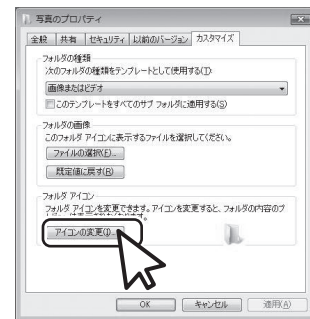 写真のプロパティ
全般 共有 セキュリティ 以前のバージョン カスタマイズ
フォルダの種類
次のフォルダの種類をテンプレートとして使用する(T):
画像またはビデオ
このテンプレートをすべてのサブ フォルダに適用する(S)
フォルダの画像
このフォルダ アイコンに表示するファイルを選択してください。
ファイルの選択(F)...
既定値に戻す(R)
フォルダ アイコン
フォルダ アイコンを変更できます。アイコンを変更すると、フォルダの内容のプ
アイコンの変更(I)...
OK キャンセル 適用(A)